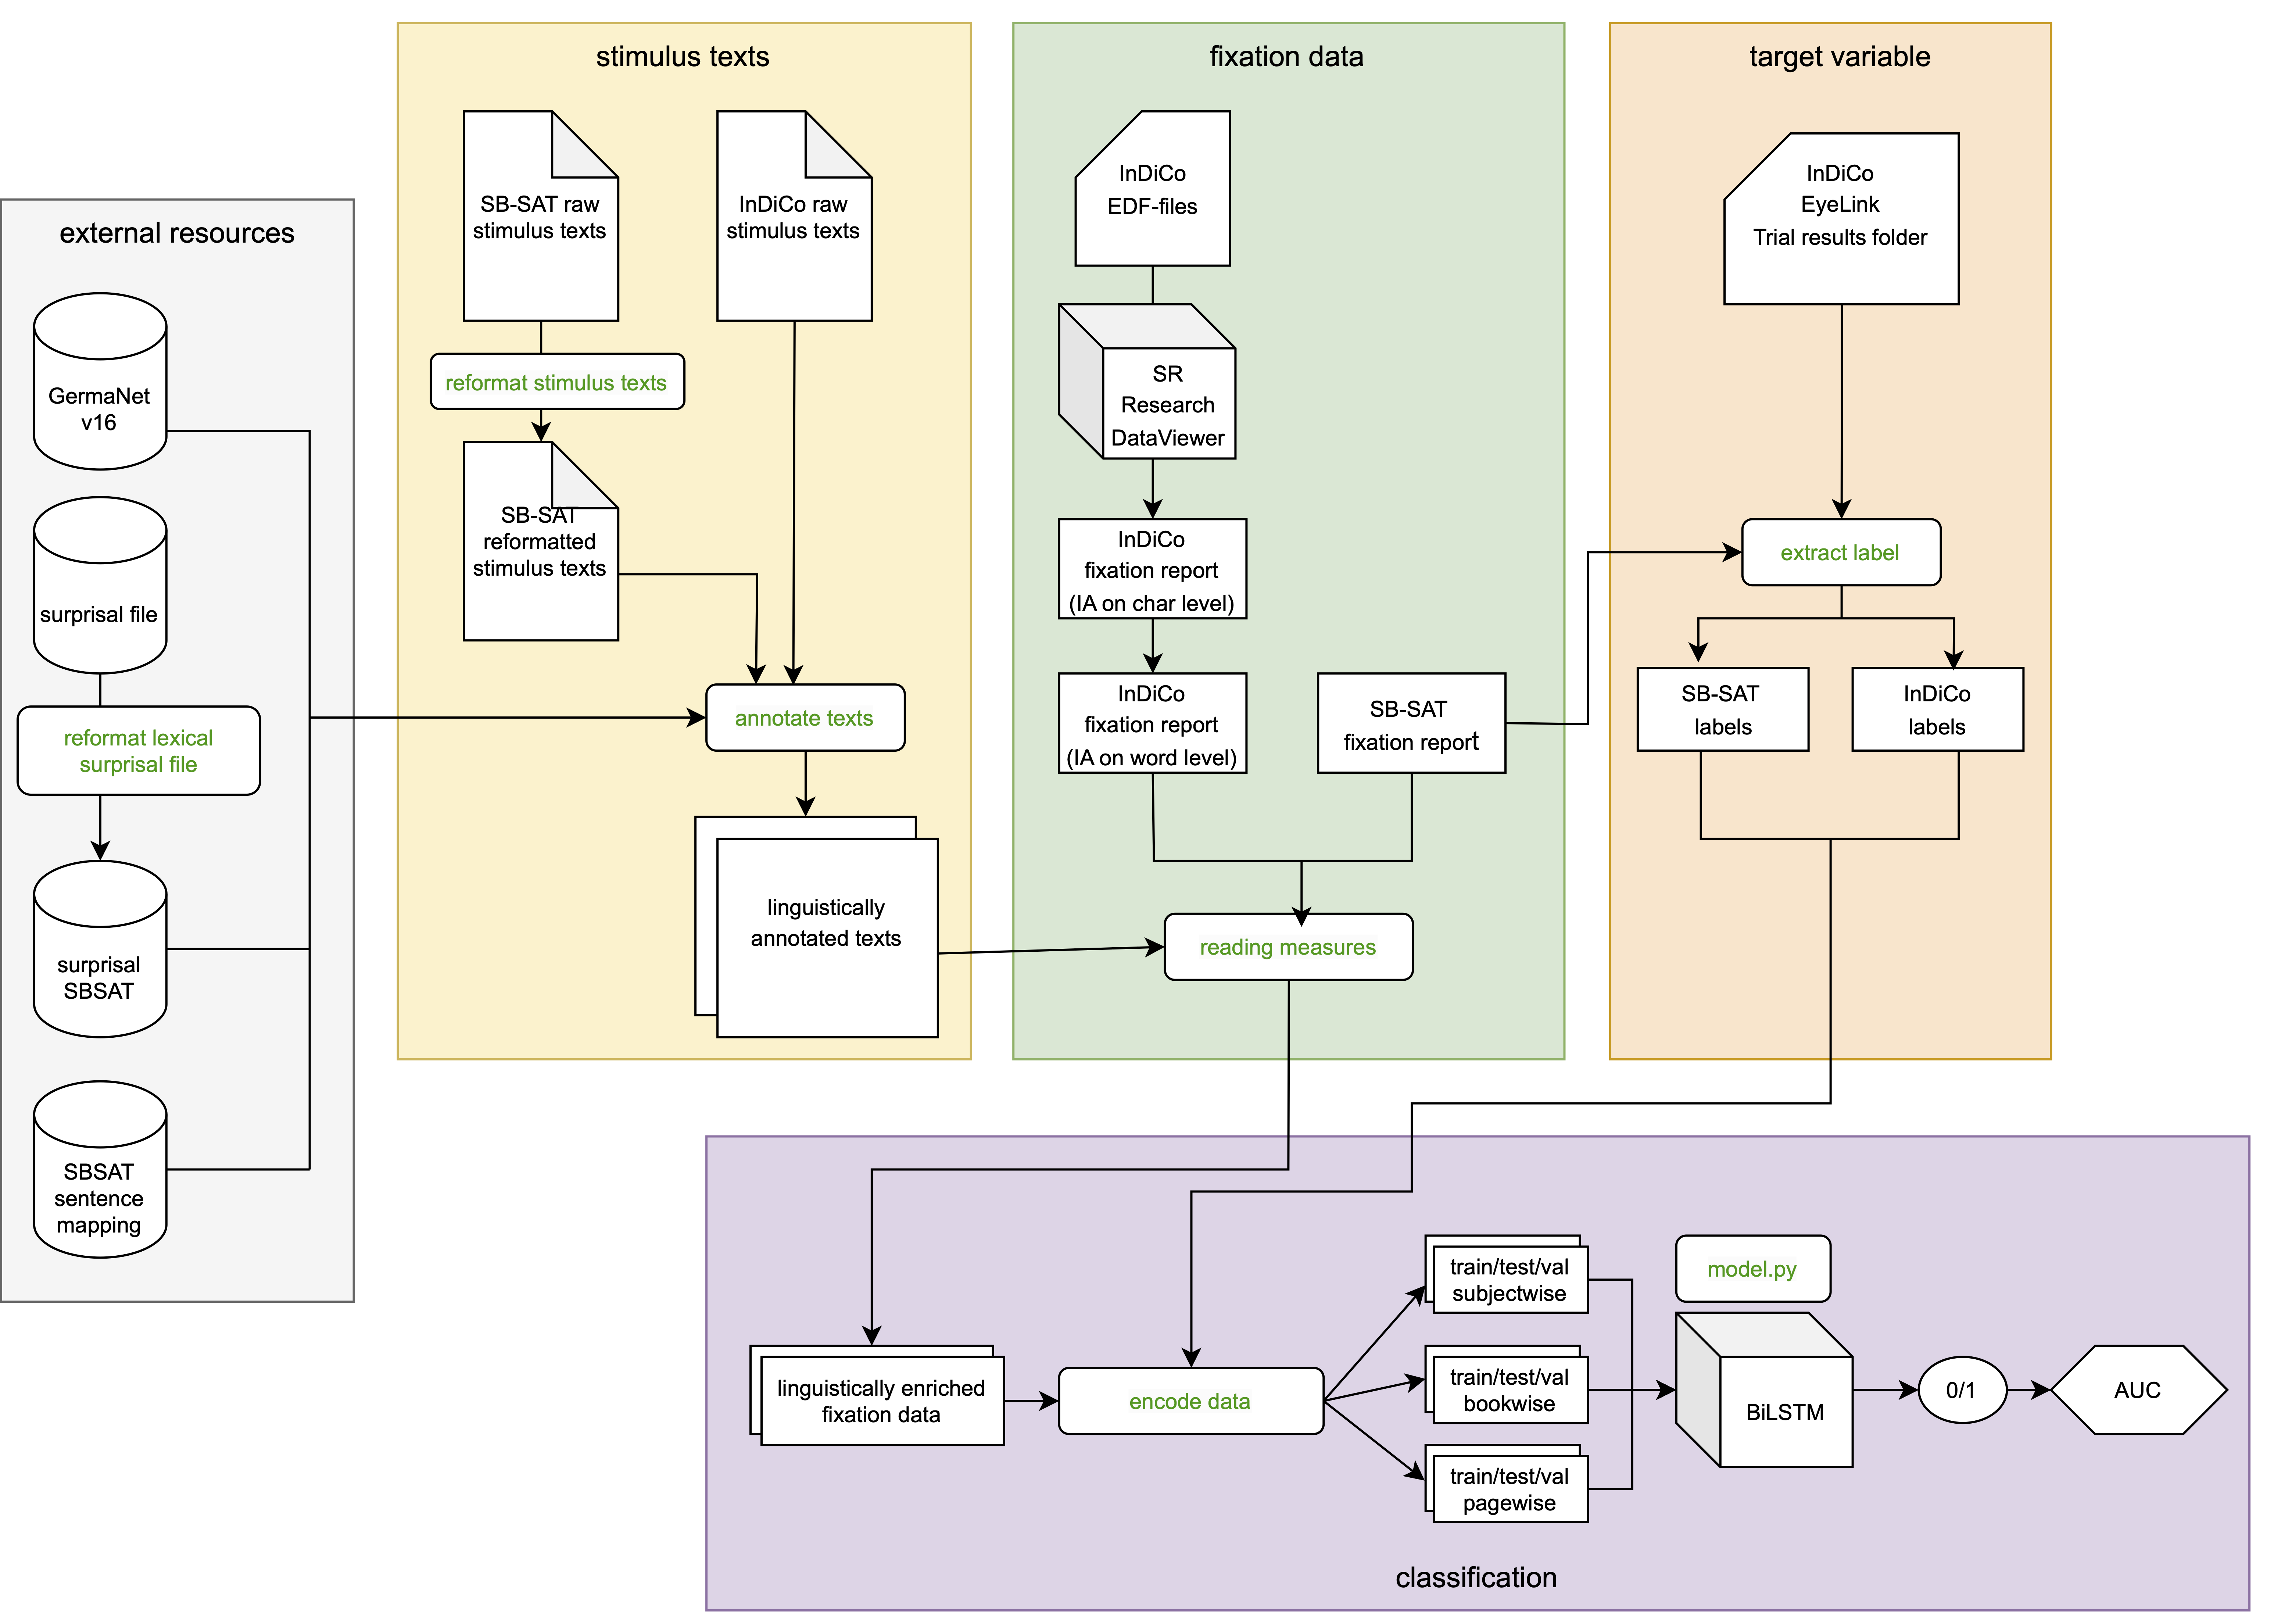 external resources
GermaNet
v16
surprisal file
reformat lexical
surprisal file
surprisal
SBSAT
SBSAT
sentence
mapping
stimulus texts
SB-SAT raw
stimulus texts
InDiCo raw
stimulus texts
reformat stimulus texts
SB-SAT
reformatted
stimulus texts
annotate texts
linguistically
annotated texts
fixation data
InDiCo
EDF-files
SR
Research
DataViewer
InDiCo
fixation report
(IA on char level)
InDiCo
fixation report
(IA on word level)
SB-SAT
fixation report
reading measures
target variable
InDiCo
EyeLink
Trial results folder
extract label
SB-SAT
labels
InDiCo
labels
linguistically enriched
fixation data
encode data
train/test/val
subjectwise
train/test/val
bookwise
train/test/val
pagewise
model.py
BiLSTM
0/1
AUC
classification